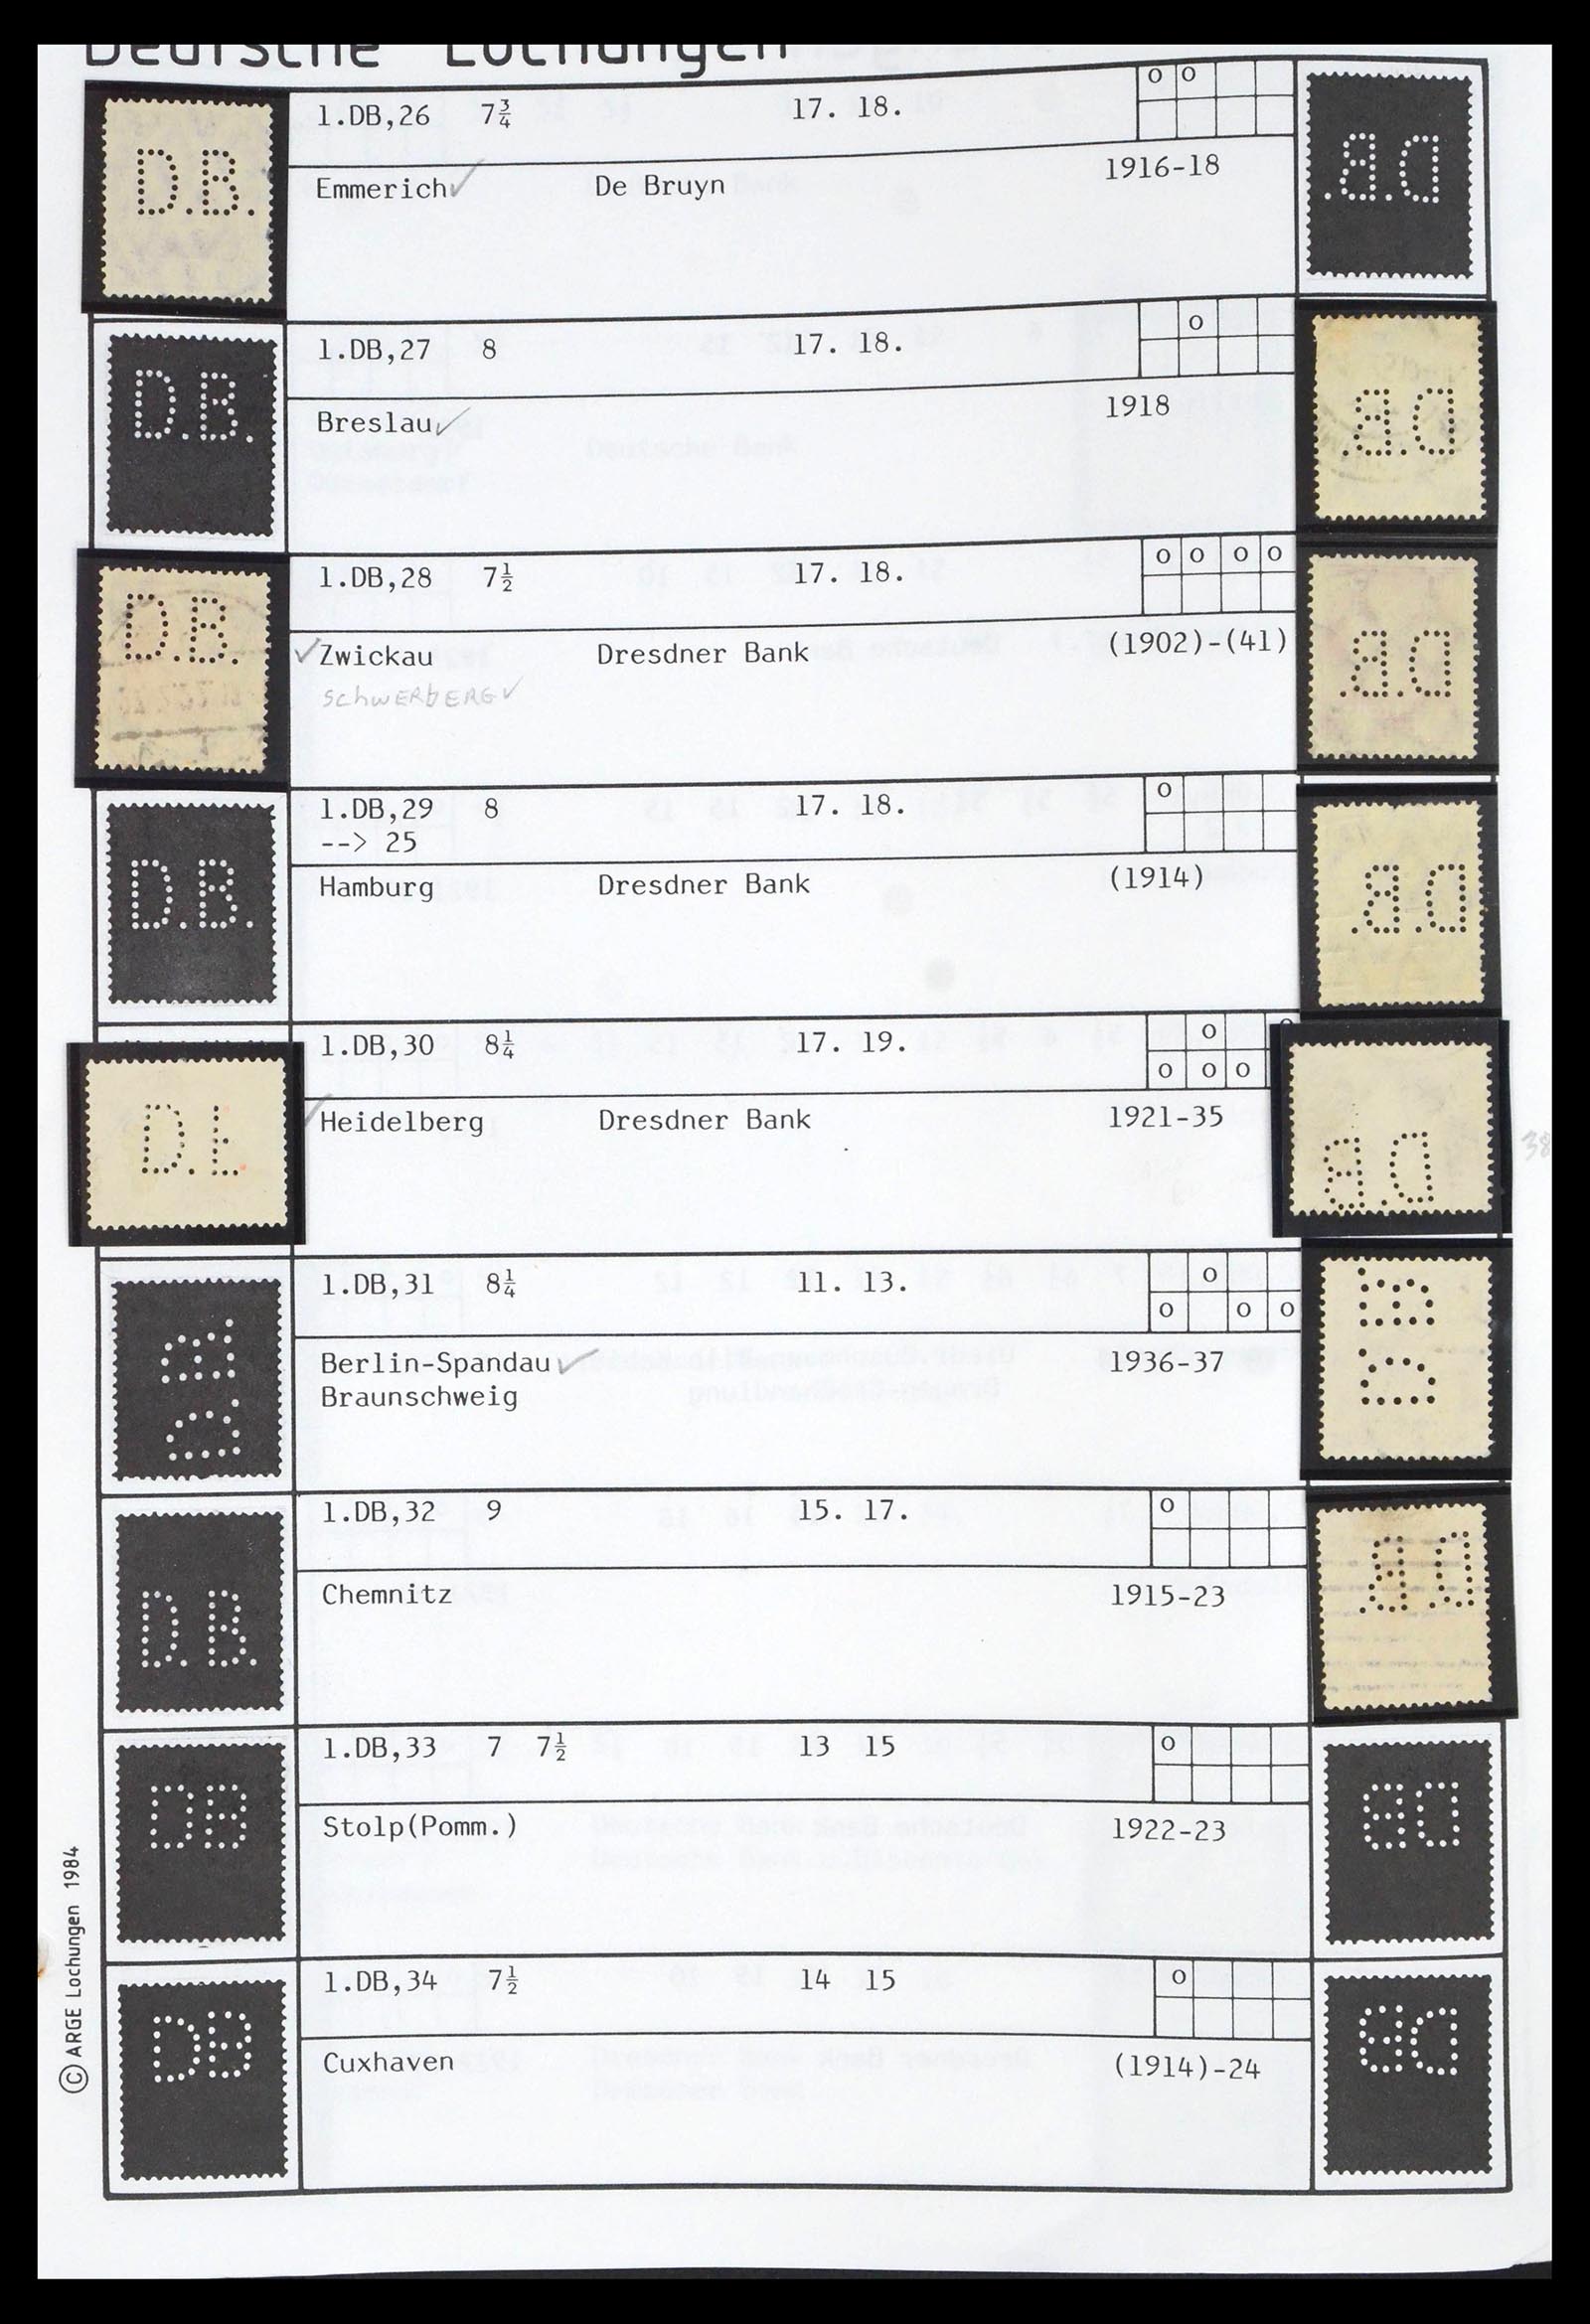 Deutsche Lochungen
1.DB,26 7¾ 17. 18.
o o
D.B.
D.B.
Emmerich✓ De Bruyn 1916-18
1.DB,27 8 17. 18.
o
D.B.
D.B.
Breslau✓ 1918
1.DB,28 7½ 17. 18.
o o o o
D.B.
D.B.
✓Zwickau Dresdner Bank (1902)-(41)
SchWERbERG✓
1.DB,29 8 17. 18.
o
--> 25
D.B.
D.B.
Hamburg Dresdner Bank (1914)
1.DB,30 8¼ 17. 19.
o o
o o o
D.B.
✓Heidelberg Dresdner Bank 1921-35
38
1.DB,31 8¼ 11. 13.
o
o o o
D.B.
Berlin-Spandau✓ 1936-37
Braunschweig
1.DB,32 9 15. 17.
o
D.B.
D.B.
Chemnitz 1915-23
1.DB,33 7 7½ 13 15
o
DB
DB
Stolp(Pomm.) 1922-23
1.DB,34 7½ 14 15
o
DB
DB
Cuxhaven (1914)-24
© ARGE Lochungen 1984